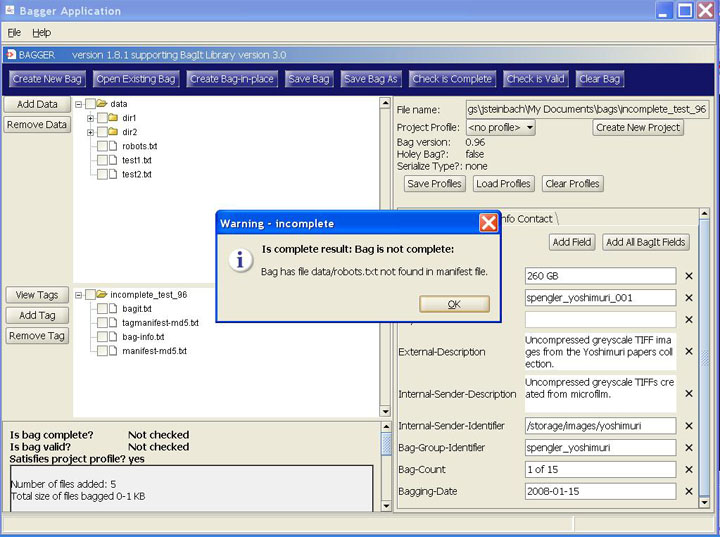 Bagger Application
File Help
BAGGER version 1.8.1 supporting BagIt Library version 3.0
Create New Bag Open Existing Bag Create Bag-in-place Save Bag Save Bag As Check is Complete Check is Valid Clear Bag
Add Data
Remove Data
data
dir1
dir2
robots.txt
test1.txt
test2.txt
View Tags
Add Tag
Remove Tag
incomplete_test_96
bagit.txt
tagmanifest-md5.txt
bag-info.txt
manifest-md5.txt
Is bag complete? Not checked
Is bag valid? Not checked
Satisfies project profile? yes
Number of files added: 5
Total size of files bagged 0-1 KB
File name: gs\jsteinbach\My Documents\bags\incomplete_test_96
Project Profile: <no profile> Create New Project
Bag version: 0.96
Holey Bag?: false
Serialize Type?: none
Save Profiles Load Profiles Clear Profiles
Warning - incomplete
Is complete result: Bag is not complete:
Bag has file data/robots.txt not found in manifest file.
OK
Contact
Add Field Add All BagIt Fields
260 GB
spengler_yoshimuri_001
External-Description Uncompressed greyscale TIFF ima
ges from the Yoshimuri papers coll
ection.
Internal-Sender-Description Uncompressed greyscale TIFFs cre
ated from microfilm.
Internal-Sender-Identifier /storage/images/yoshimuri
Bag-Group-Identifier spengler_yoshimuri
Bag-Count 1 of 15
Bagging-Date 2008-01-15